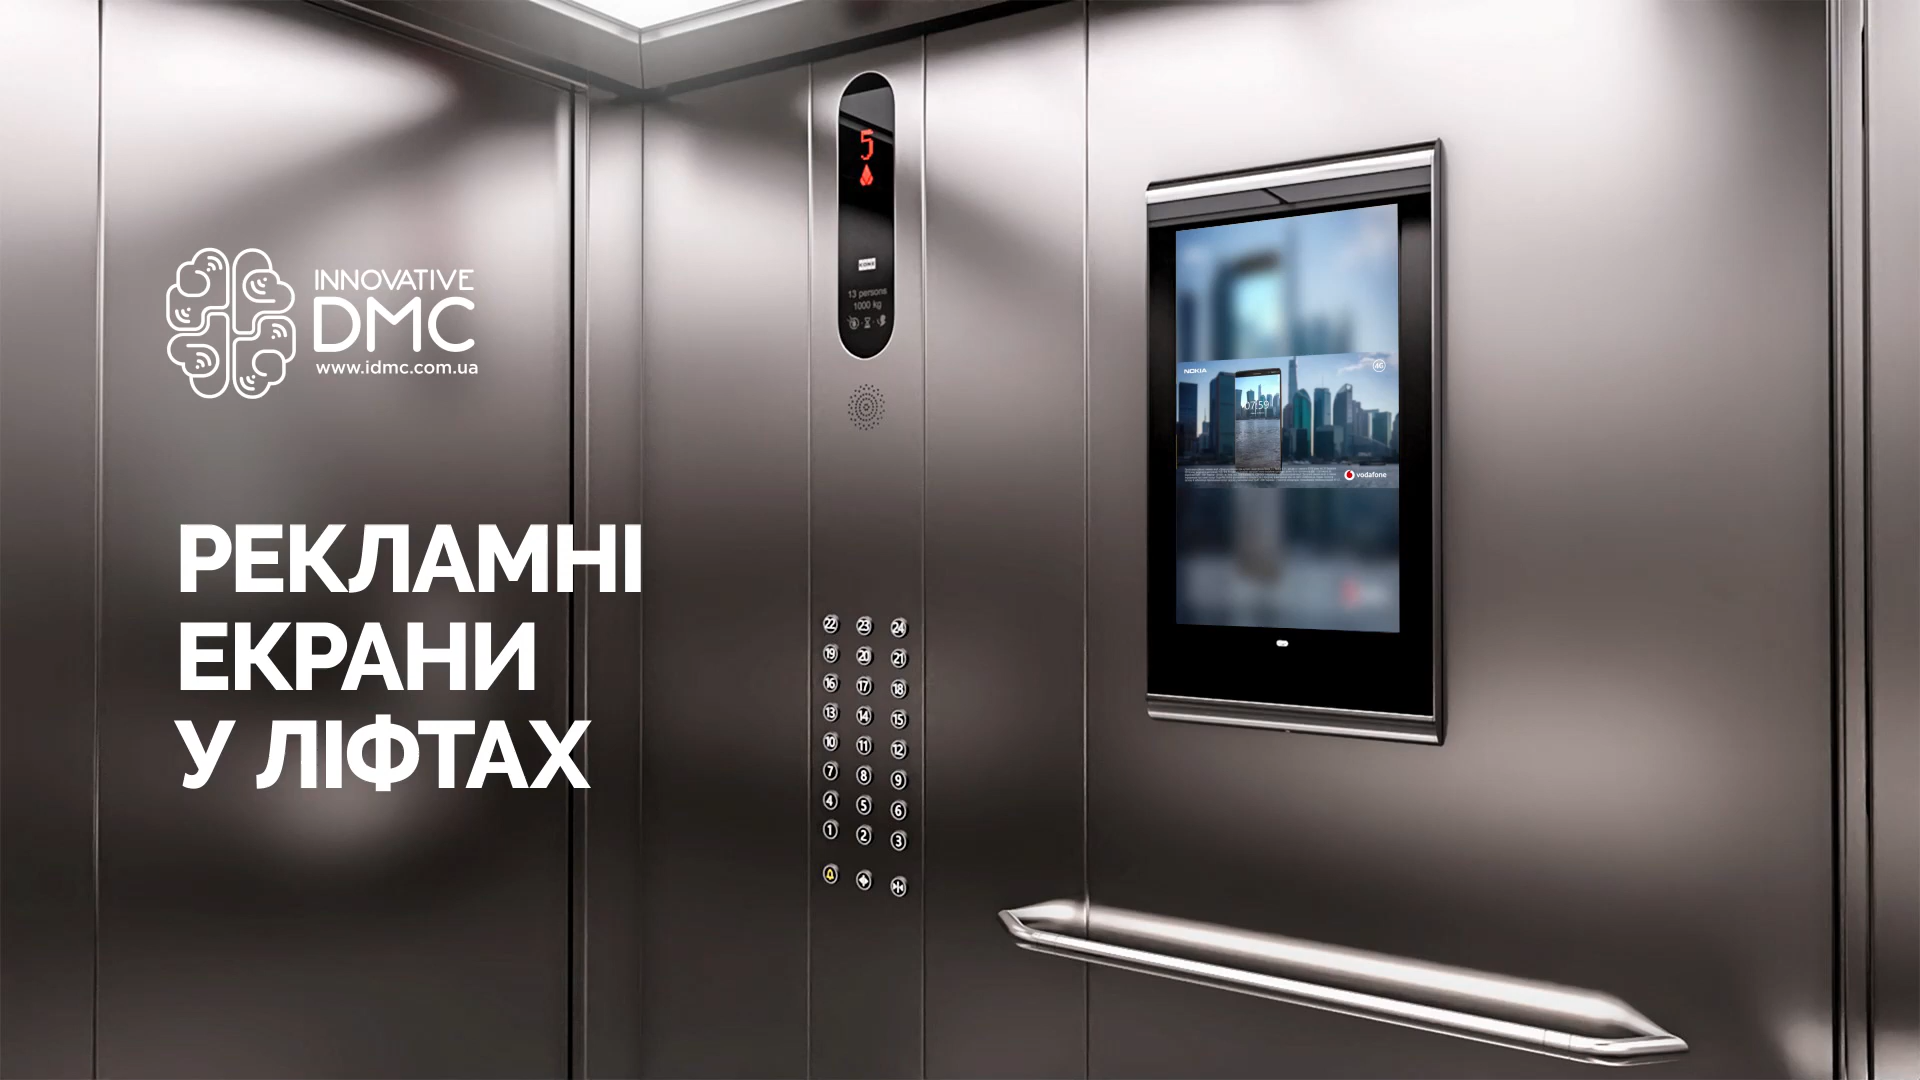 INNOVATIVE
DMC
www.idmc.com.ua
РЕКЛАМНІ
ЕКРАНИ
У ЛІФТАХ
5
KONE
13 persons
1000 kg
22 23 24
19 20 21
16 17 18
13 14 15
10 11 12
7 8 9
4 5 6
1 2 3
NOKIA
4G
07:59
vodafone